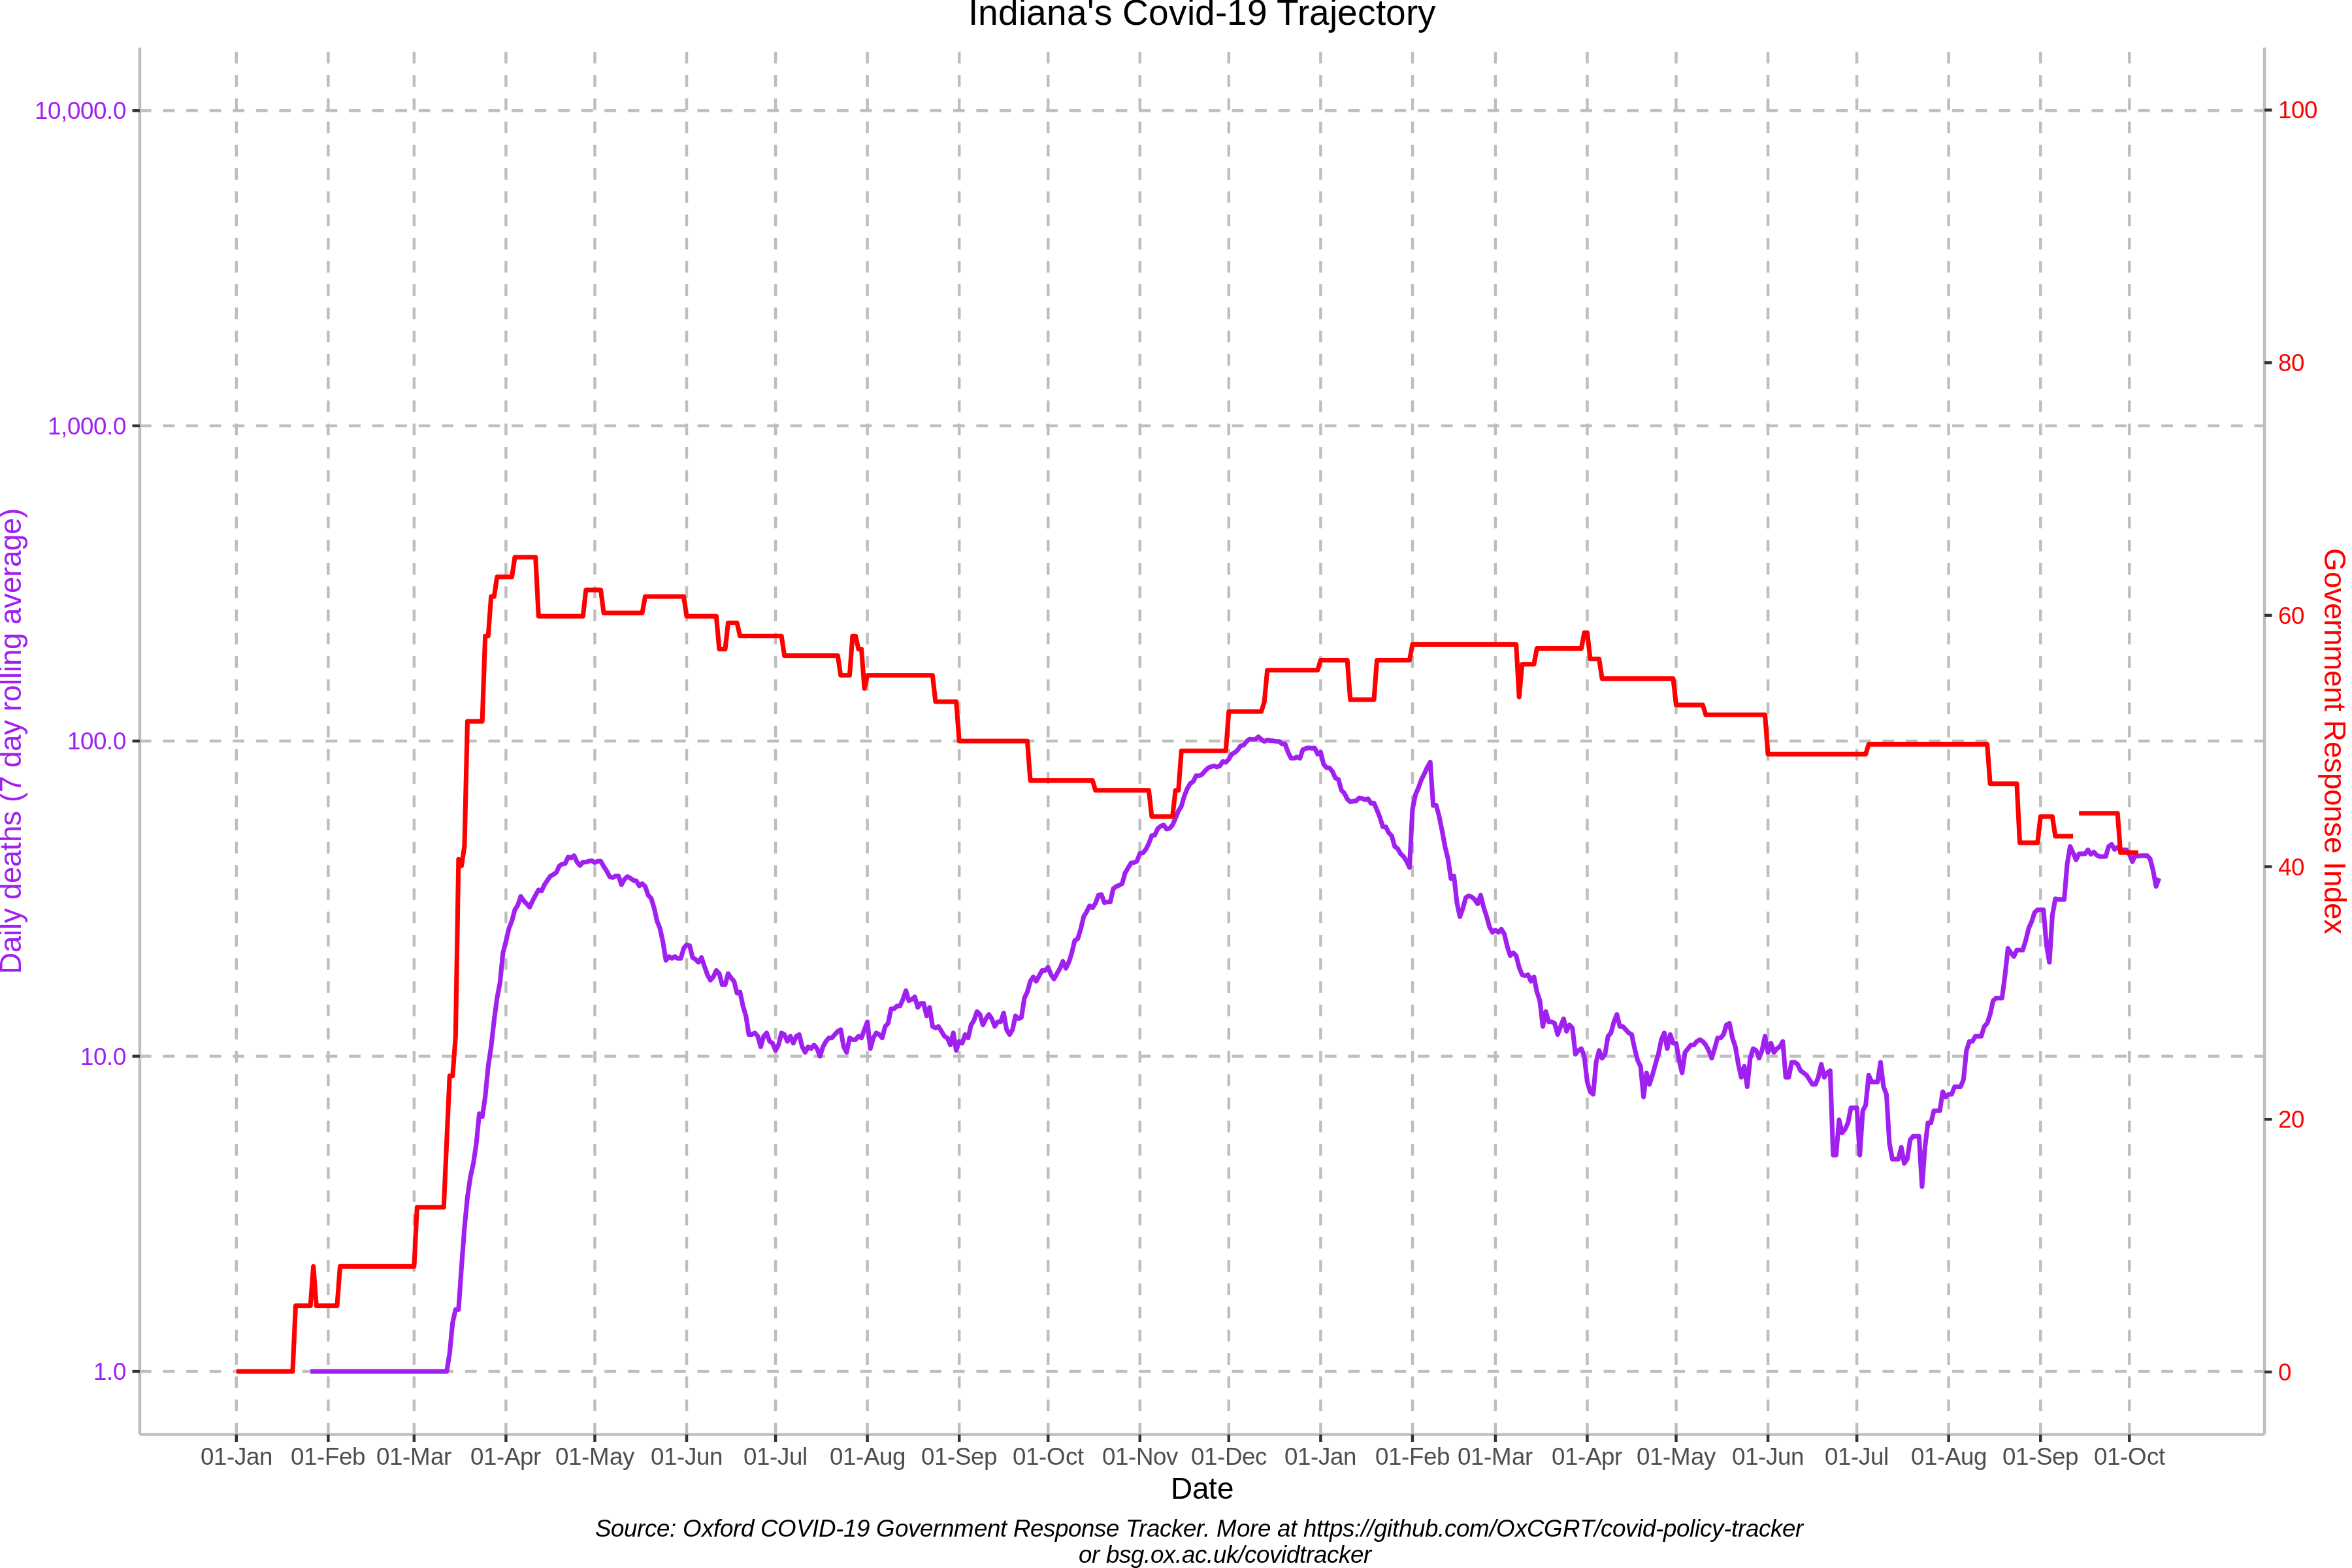 Indiana's Covid-19 Trajectory
10,000.0
1,000.0
100.0
10.0
1.0
Daily deaths (7 day rolling average)
100
80
60
40
20
0
Government Response Index
01-Jan 01-Feb 01-Mar 01-Apr 01-May 01-Jun 01-Jul 01-Aug 01-Sep 01-Oct 01-Nov 01-Dec 01-Jan 01-Feb 01-Mar 01-Apr 01-May 01-Jun 01-Jul 01-Aug 01-Sep 01-Oct
Date
Source: Oxford COVID-19 Government Response Tracker. More at https://github.com/OxCGRT/covid-policy-tracker
or bsg.ox.ac.uk/covidtracker